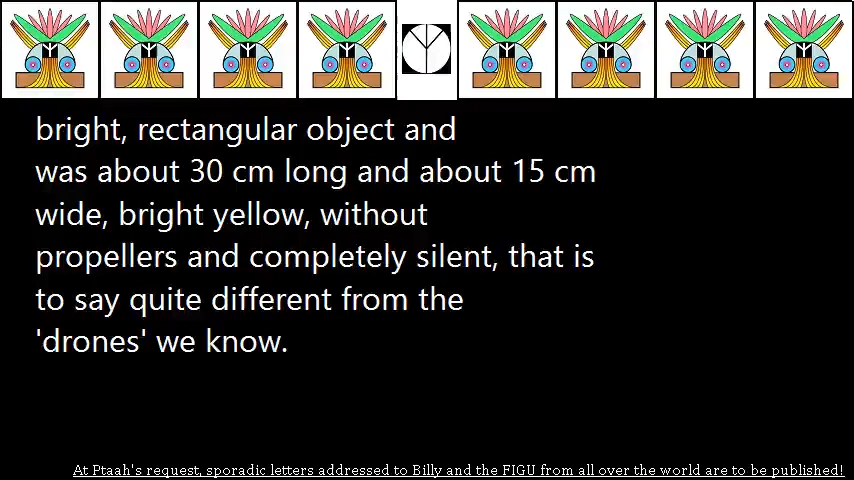 bright, rectangular object and
was about 30 cm long and about 15 cm
wide, bright yellow, without
propellers and completely silent, that is
to say quite different from the
'drones' we know.
At Ptaah's request, sporadic letters addressed to Billy and the FIGU from all over the world are to be published!